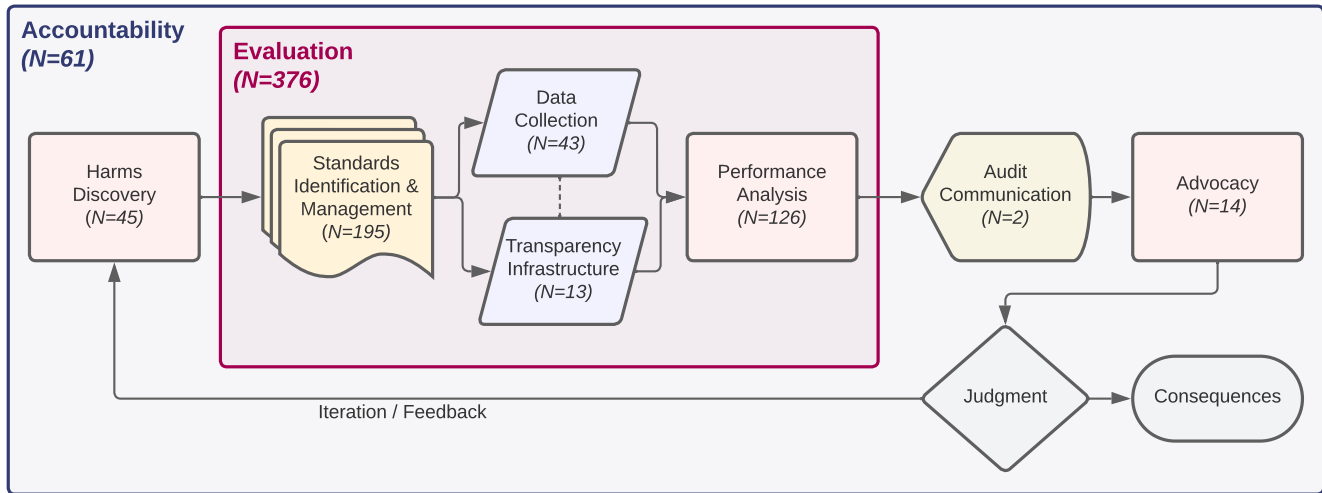 Accountability
(N=61)
Evaluation
(N=376)
Harms
Discovery
(N=45)
Standards
Identification &
Management
(N=195)
Data
Collection
(N=43)
Transparency
Infrastructure
(N=13)
Performance
Analysis
(N=126)
Audit
Communication
(N=2)
Advocacy
(N=14)
Judgment
Consequences
Iteration / Feedback